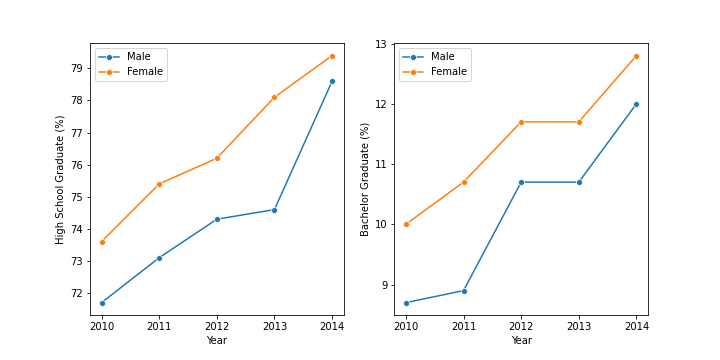 Male
Female
High School Graduate (%)
79
78
77
76
75
74
73
72
2010 2011 2012 2013 2014
Year
Male
Female
Bachelor Graduate (%)
13
12
11
10
9
2010 2011 2012 2013 2014
Year